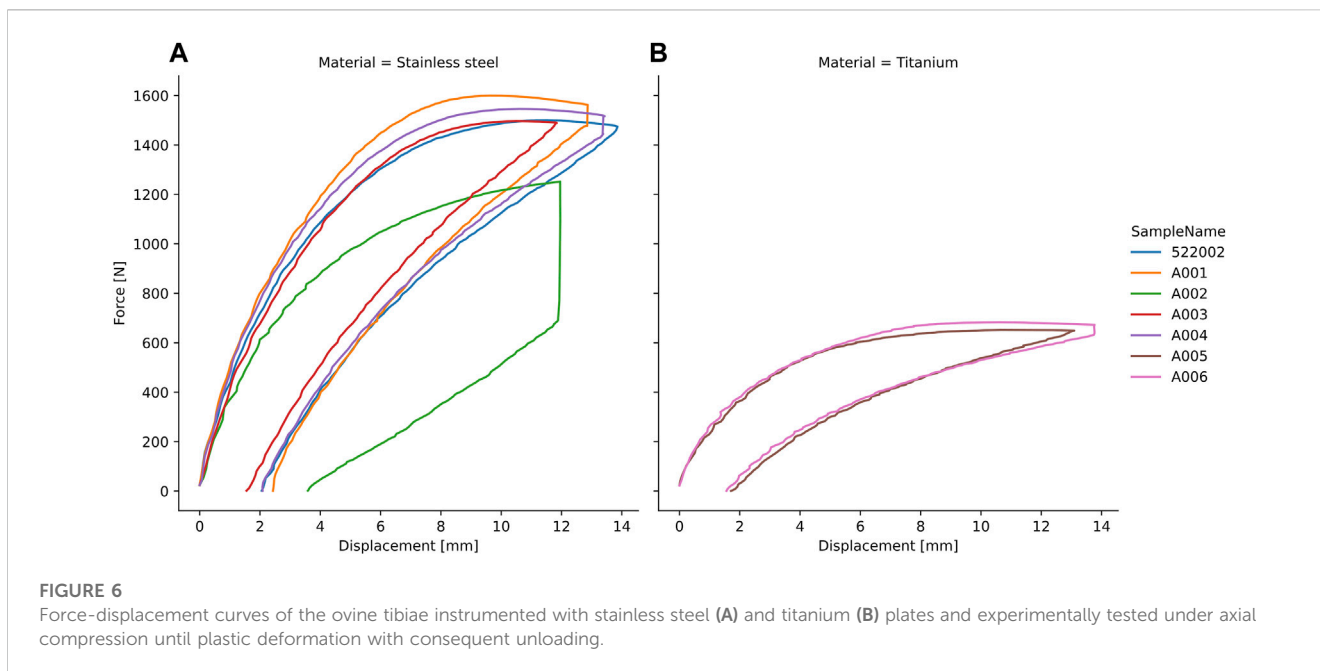 A
Material = Stainless steel
B
Material = Titanium
Force [N]
1600
1400
1200
1000
800
600
400
200
0
0 2 4 6 8 10 12 14
Displacement [mm]
0 2 4 6 8 10 12 14
Displacement [mm]
SampleName
522002
A001
A002
A003
A004
A005
A006
FIGURE 6
Force-displacement curves of the ovine tibiae instrumented with stainless steel (A) and titanium (B) plates and experimentally tested under axial
compression until plastic deformation with consequent unloading.